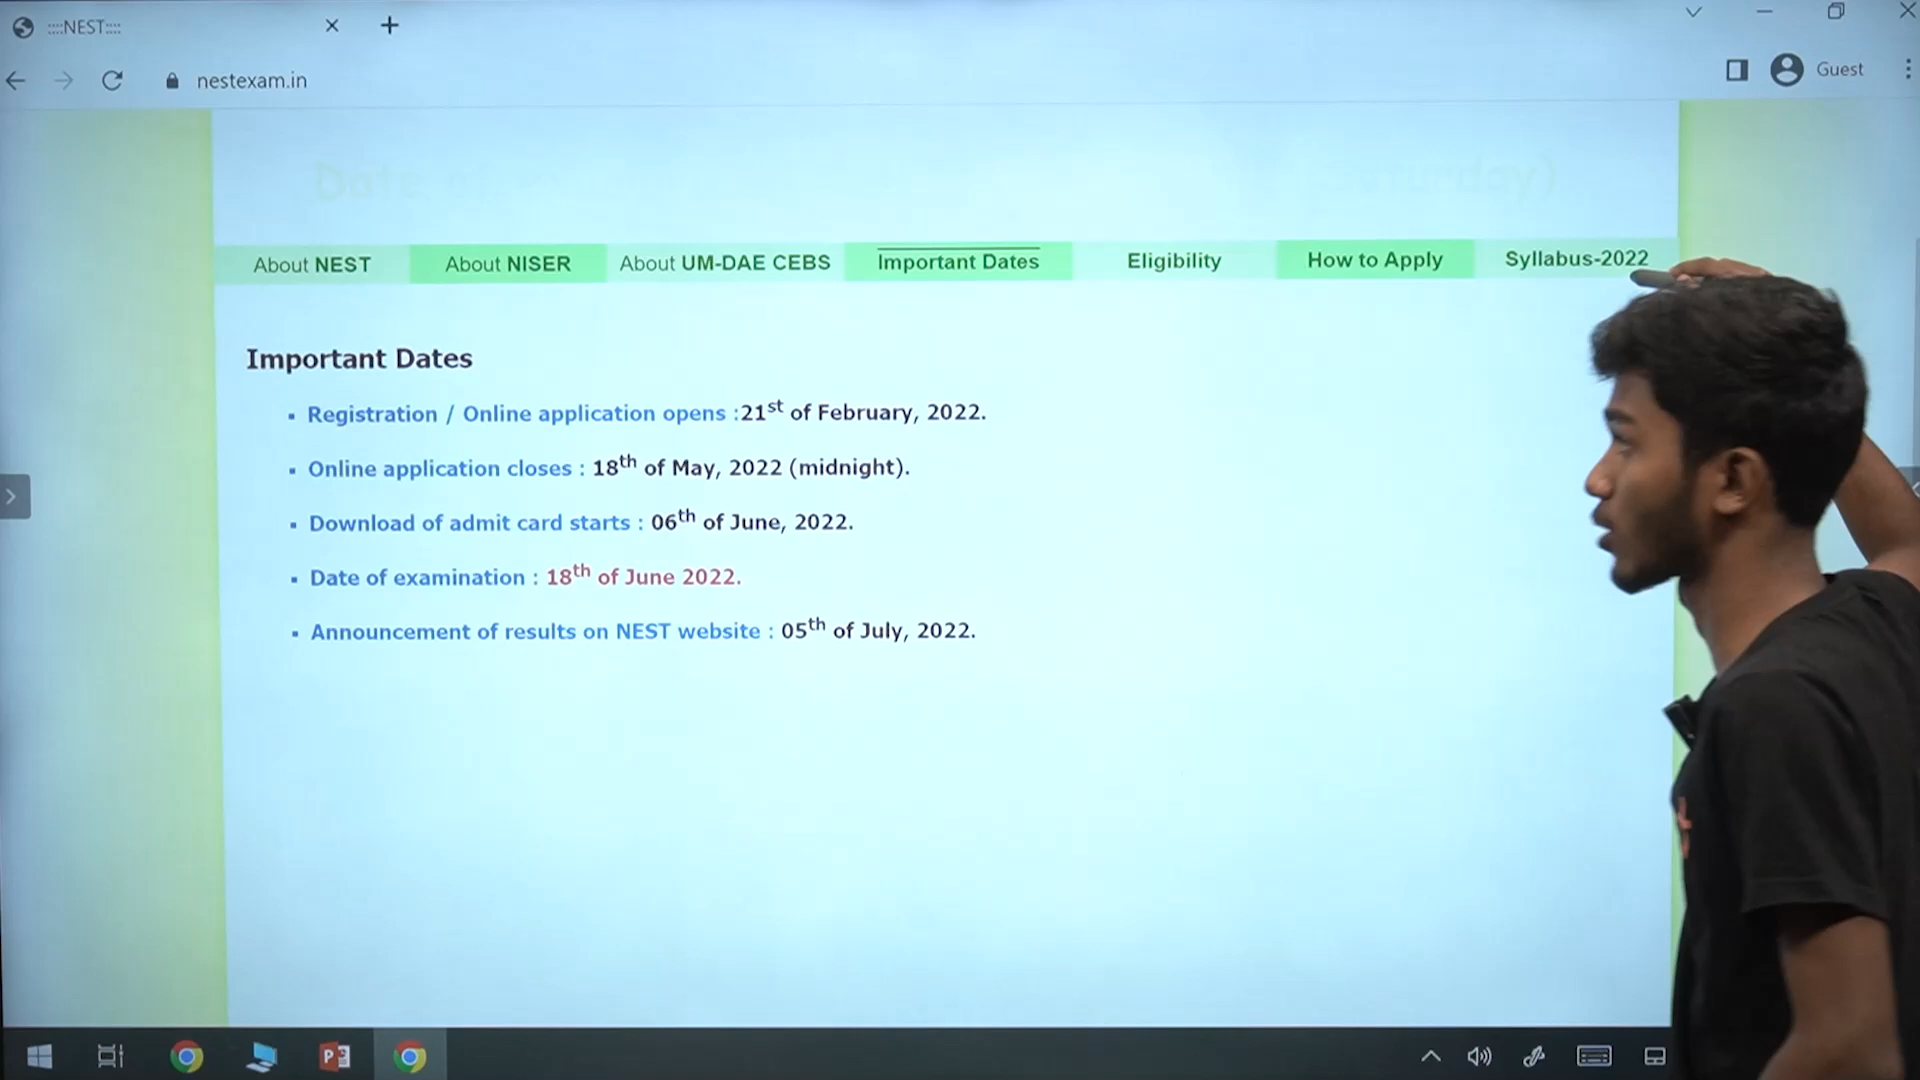 ::::NEST::::
nestexam.in
Guest
About NEST
About NISER
About UM-DAE CEBS
Important Dates
Eligibility
How to Apply
Syllabus-2022
Important Dates
Registration / Online application opens :21st of February, 2022.
Online application closes : 18th of May, 2022 (midnight).
Download of admit card starts : 06th of June, 2022.
Date of examination : 18th of June 2022.
Announcement of results on NEST website : 05th of July, 2022.